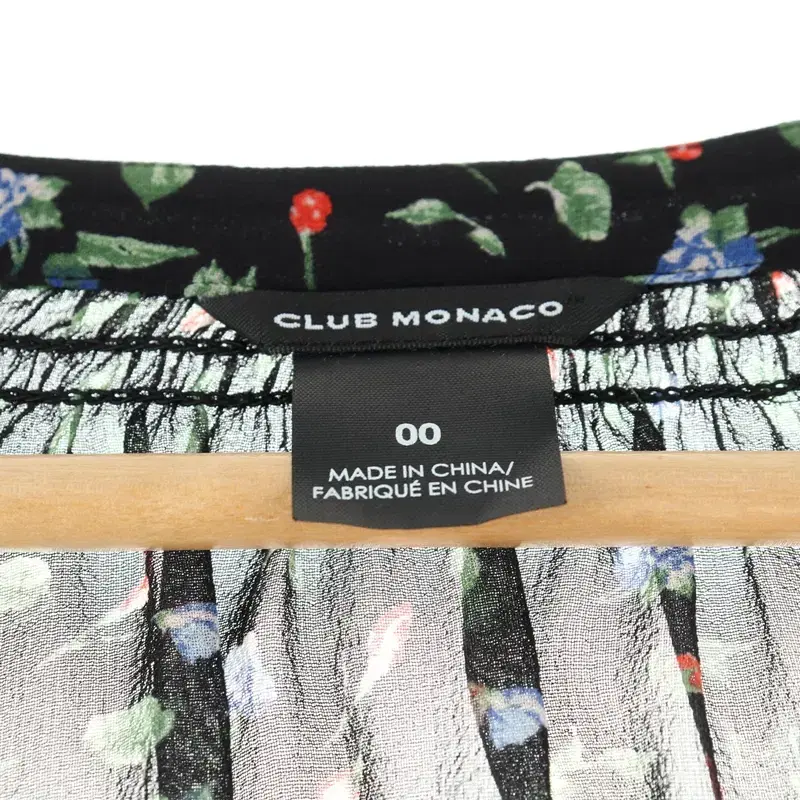 CLUB MONACO
00
MADE IN CHINA/
FABRIQUÉ EN CHINE